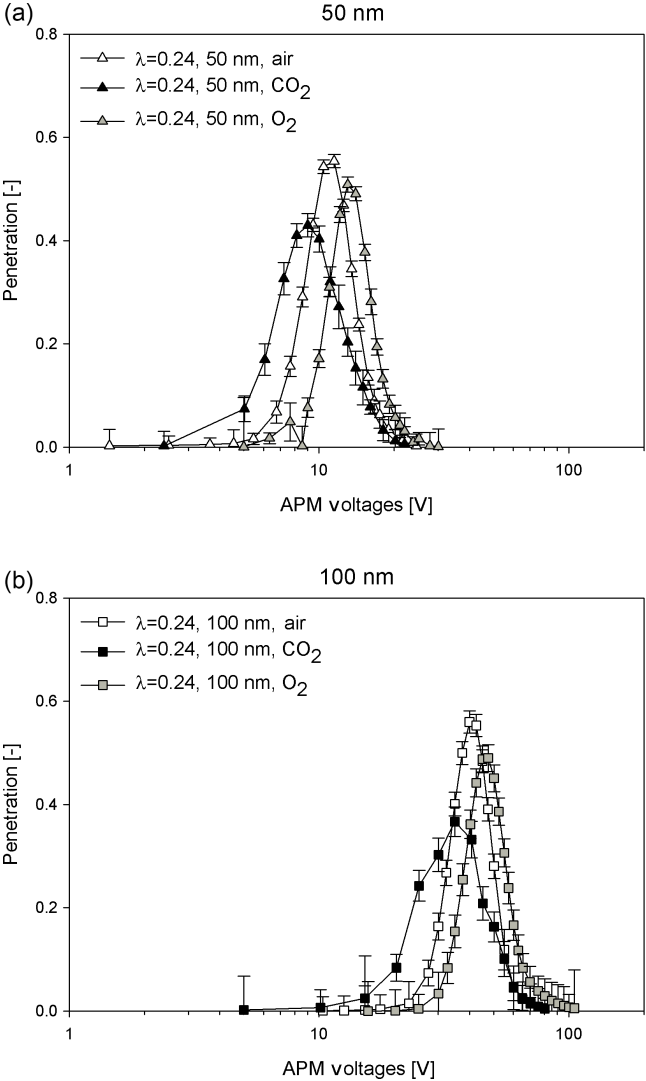 (a)
50 nm
0.8
λ=0.24, 50 nm, air
λ=0.24, 50 nm, CO2
λ=0.24, 50 nm, O2
0.6
0.4
0.2
0.0
Penetration [-]
1
10
100
APM voltages [V]
(b)
100 nm
0.8
λ=0.24, 100 nm, air
λ=0.24, 100 nm, CO2
λ=0.24, 100 nm, O2
0.6
0.4
0.2
0.0
Penetration [-]
1
10
100
APM voltages [V]